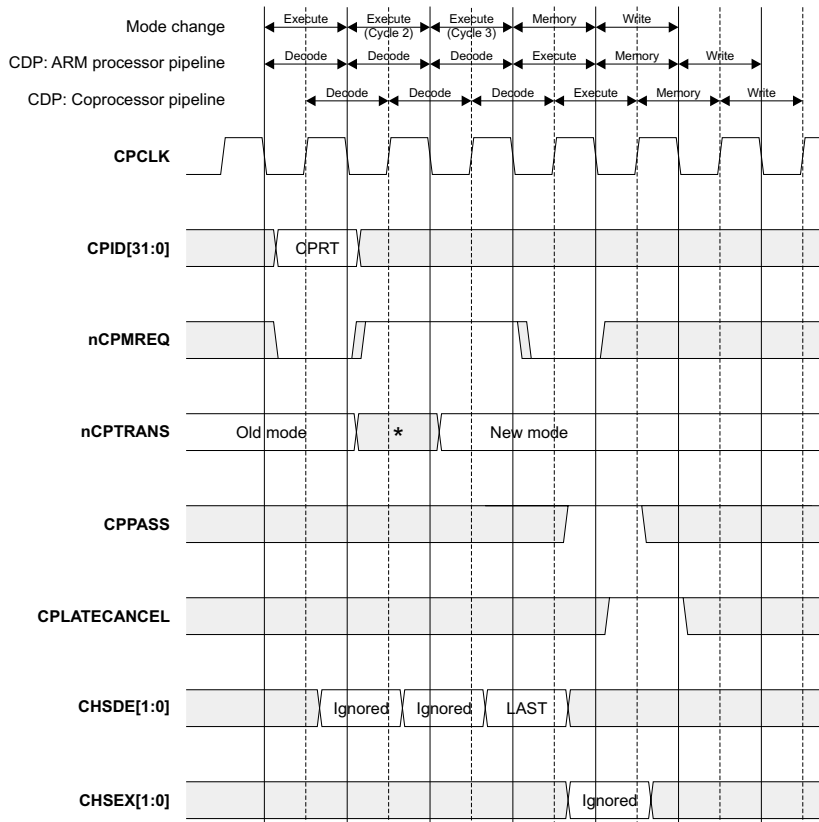 Mode change Execute Execute Execute Memory Write
(Cycle 2) (Cycle 3)
CDP: ARM processor pipeline Decode Decode Decode Execute Memory Write
CDP: Coprocessor pipeline Decode Decode Decode Execute Memory Write
CPCLK
CPID[31:0] CPRT
nCPMREQ
nCPTRANS Old mode * New mode
CPPASS
CPLATECANCEL
CHSDE[1:0] Ignored Ignored LAST
CHSEX[1:0] Ignored